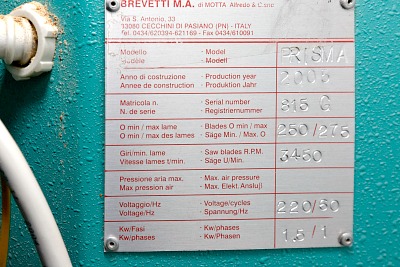 BREVETTI M.A. di MOTTA Alfredo & C. snc
Via S. Antonio, 33
13080 CECCHINI DI PASIANO (PN) - ITALY
Tel. 0434/620394-621169 - Fax 0434/610091
Modello · Model PRISMA
Modèle · Modell
Anno di costruzione · Production year 2005
Annee de construction · Produktion Jahr
Matricola n. · Serial number 315 G
N. de serie · Registriernummer
O min / max lame · Blades O min / max 250/275
O min / max des lames · Säge Min. / Max. O
Giri/min. lame · Saw blades R.P.M. 3450
Vitesse lames t/min. · Säge U/Min.
Pressione aria max. · Max. air pressure
Max pression air · Max. Elekt. Anslußj
Voltaggio/Hz · Voltage/cycles 220/50
Voltage/Hz · Spannung/Hz
Kw/Fasi · Kw/phases 1.5/1
Kw/phases · Kw/Phasen